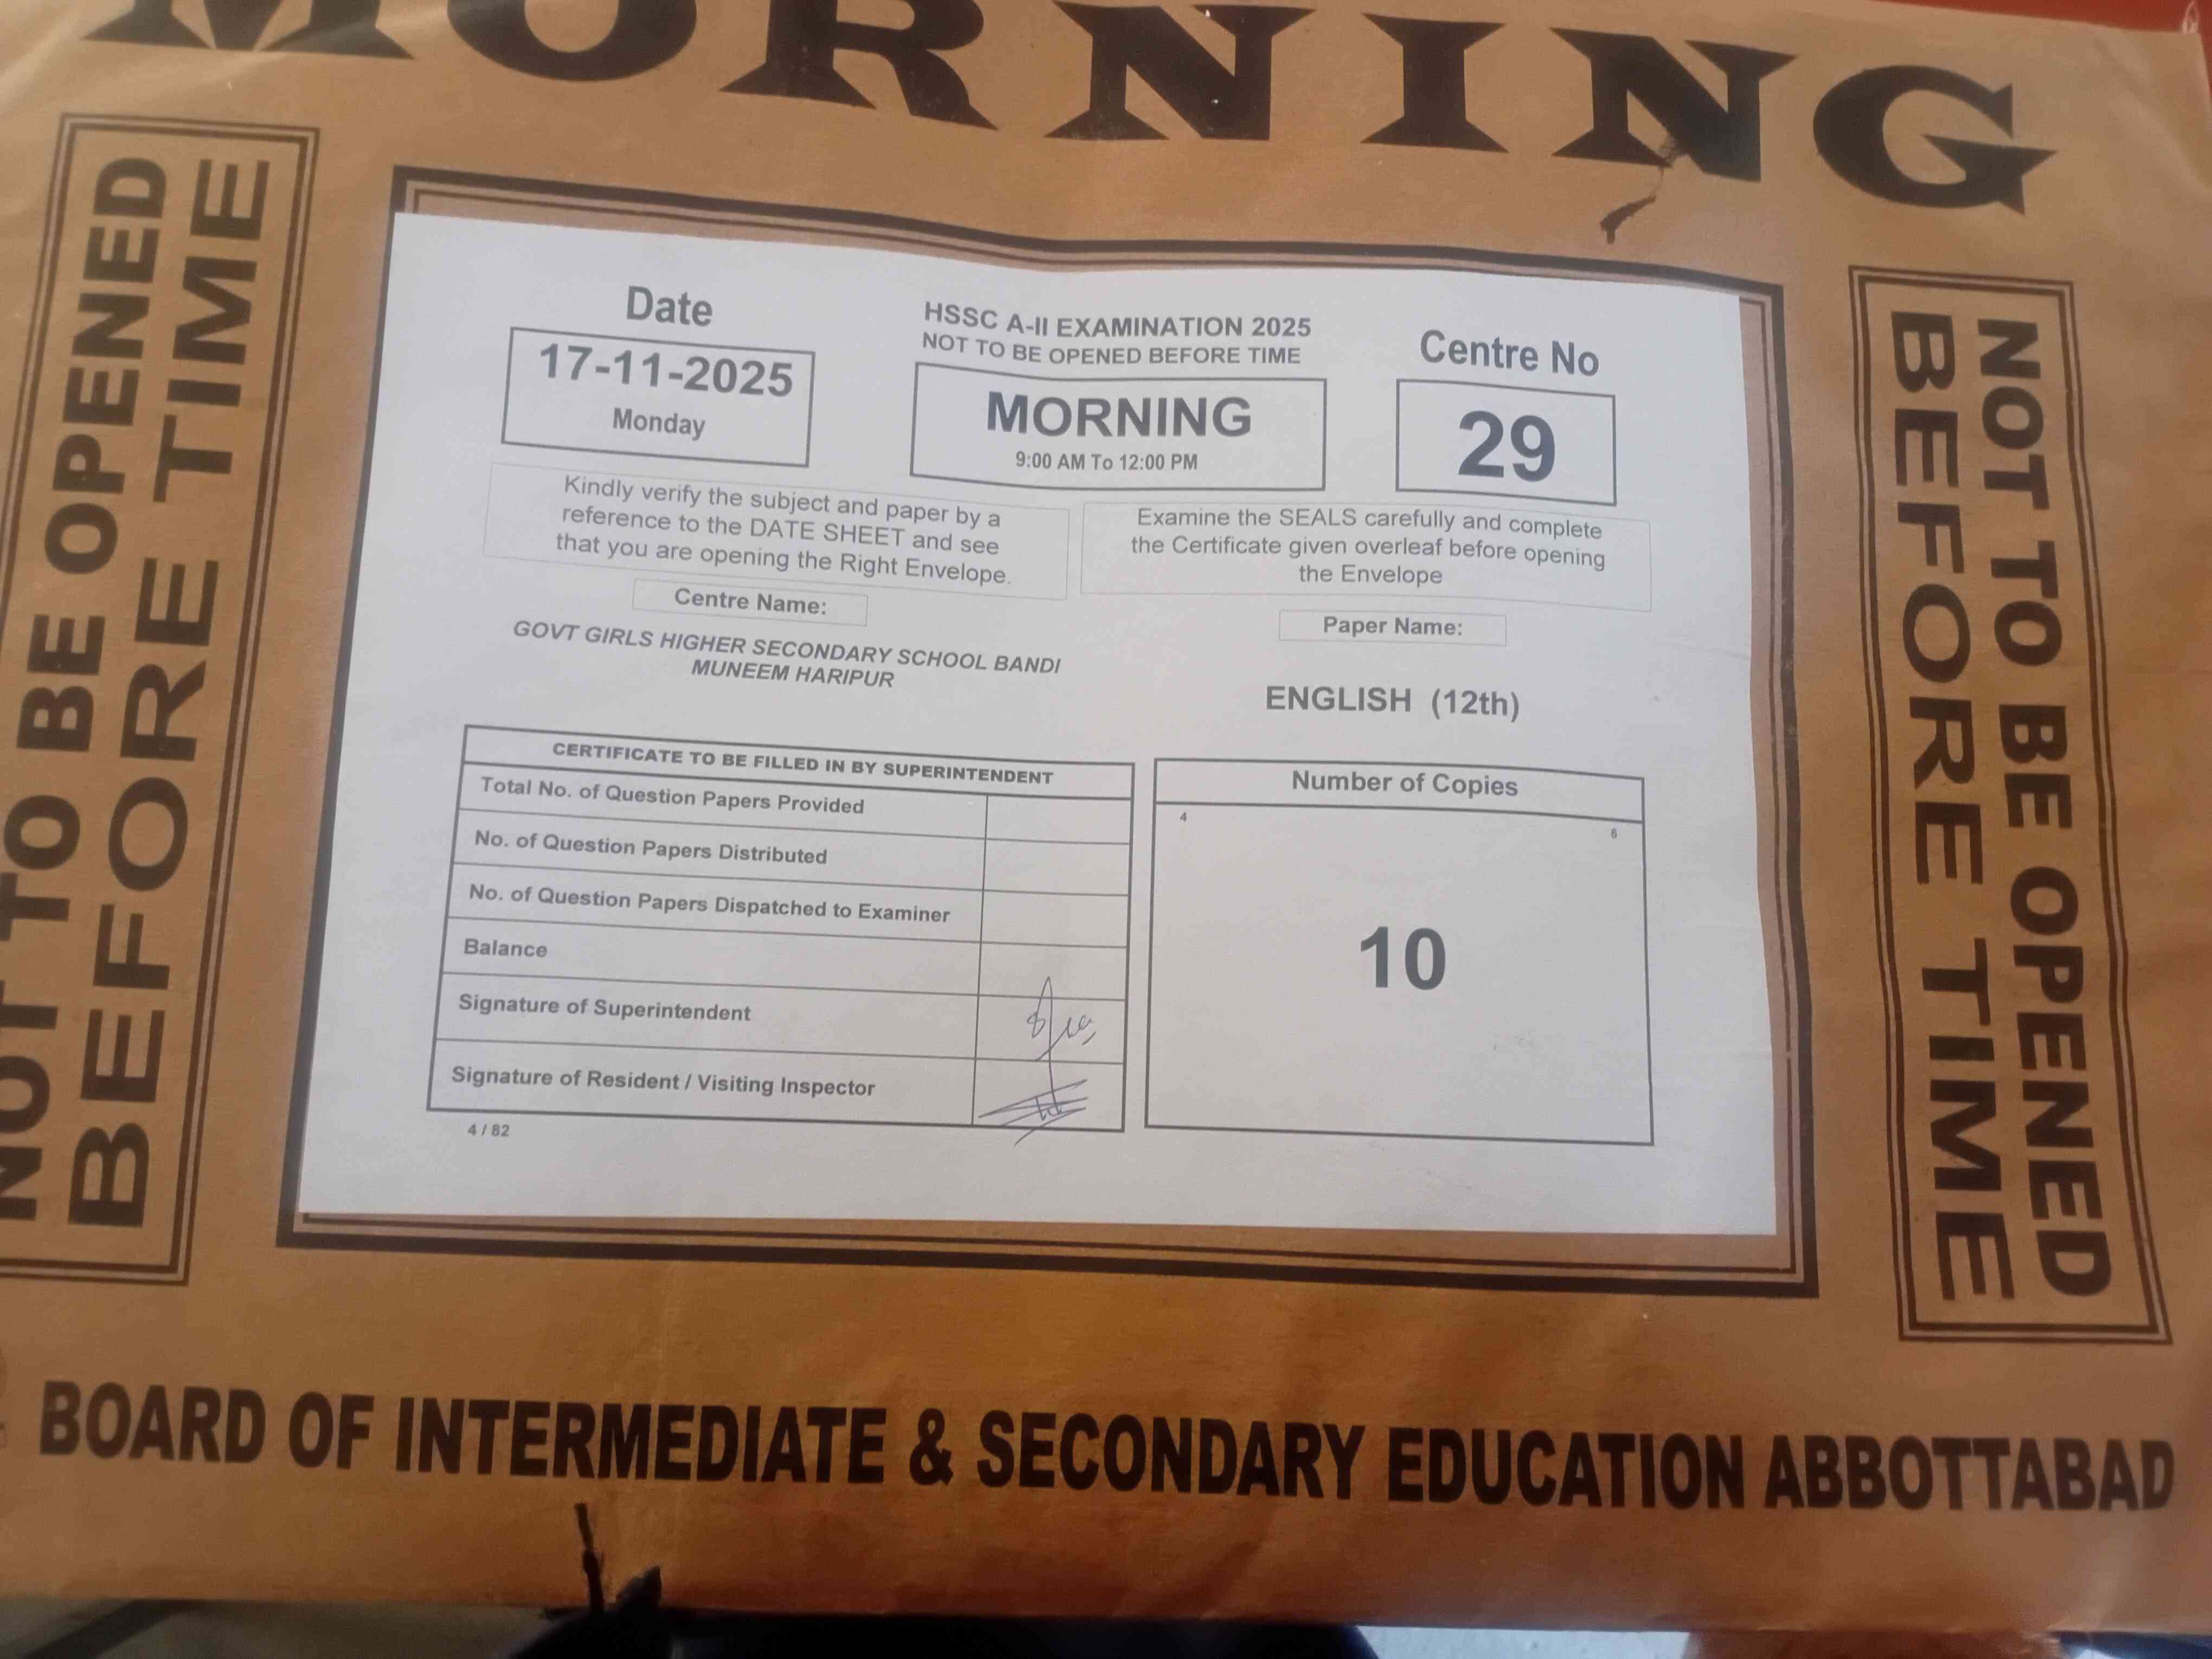 MORNING
NOT TO BE OPENED
BEFORE TIME
Date
17-11-2025
Monday
HSSC A-II EXAMINATION 2025
NOT TO BE OPENED BEFORE TIME
MORNING
9:00 AM To 12:00 PM
Centre No
29
Kindly verify the subject and paper by a
reference to the DATE SHEET and see
that you are opening the Right Envelope.
Examine the SEALS carefully and complete
the Certificate given overleaf before opening
the Envelope
Centre Name:
GOVT GIRLS HIGHER SECONDARY SCHOOL BANDI
MUNEEM HARIPUR
Paper Name:
ENGLISH (12th)
CERTIFICATE TO BE FILLED IN BY SUPERINTENDENT
Total No. of Question Papers Provided
No. of Question Papers Distributed
No. of Question Papers Dispatched to Examiner
Balance
Signature of Superintendent
Signature of Resident / Visiting Inspector
4 / 82
Number of Copies
4
6
10
NOT TO BE OPENED
BEFORE TIME
BOARD OF INTERMEDIATE & SECONDARY EDUCATION ABBOTTABAD